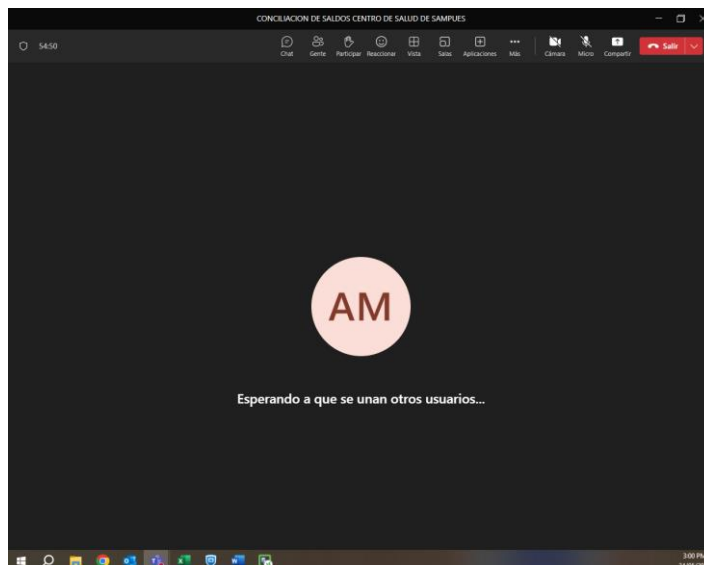 CONCILIACION DE SALDOS CENTRO DE SALUD DE SAMPUES
54:50
Chat Gente Participar Reaccionar Vista Salas Aplicaciones Más Cámara Micro Compartir Salir
AM
Esperando a que se unan otros usuarios...
3:00 PM